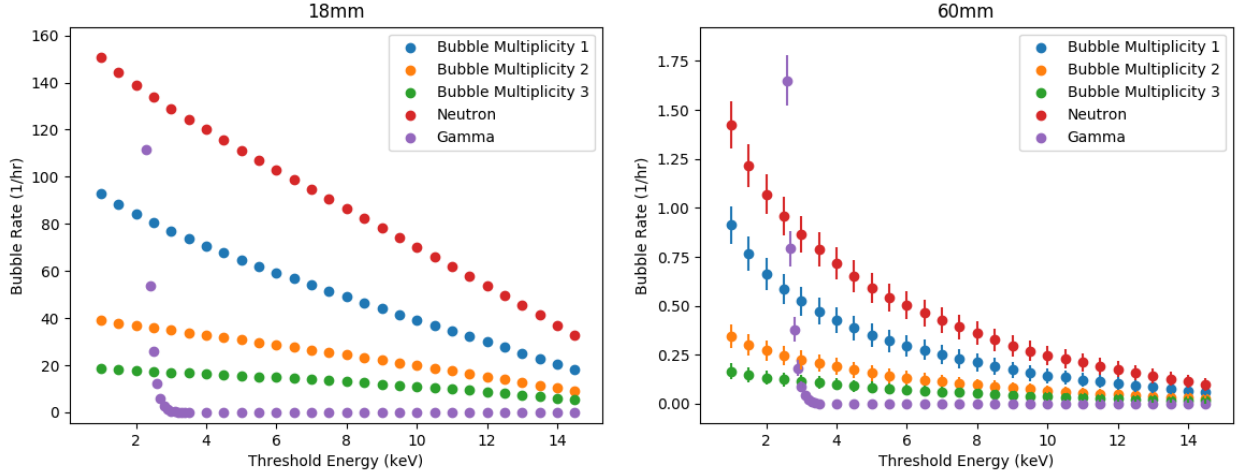 18mm
Bubble Rate (1/hr)
160
140
120
100
80
60
40
20
0
Bubble Multiplicity 1
Bubble Multiplicity 2
Bubble Multiplicity 3
Neutron
Gamma
2 4 6 8 10 12 14
Threshold Energy (keV)
60mm
Bubble Rate (1/hr)
1.75
1.50
1.25
1.00
0.75
0.50
0.25
0.00
Bubble Multiplicity 1
Bubble Multiplicity 2
Bubble Multiplicity 3
Neutron
Gamma
2 4 6 8 10 12 14
Threshold Energy (keV)